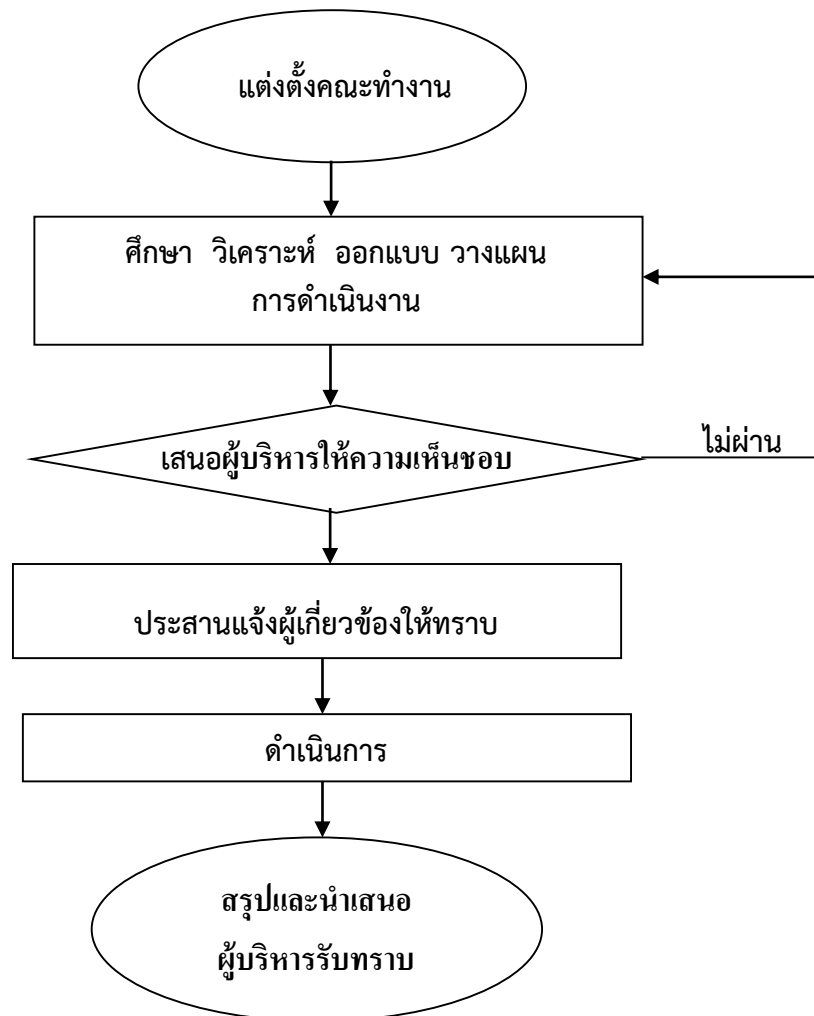 แต่งตั้งคณะทำงาน
ศึกษา วิเคราะห์ ออกแบบ วางแผน
การดำเนินงาน
เสนอผู้บริหารให้ความเห็นชอบ
ไม่ผ่าน
ประสานแจ้งผู้เกี่ยวข้องให้ทราบ
ดำเนินการ
สรุปและนำเสนอ
ผู้บริหารรับทราบ